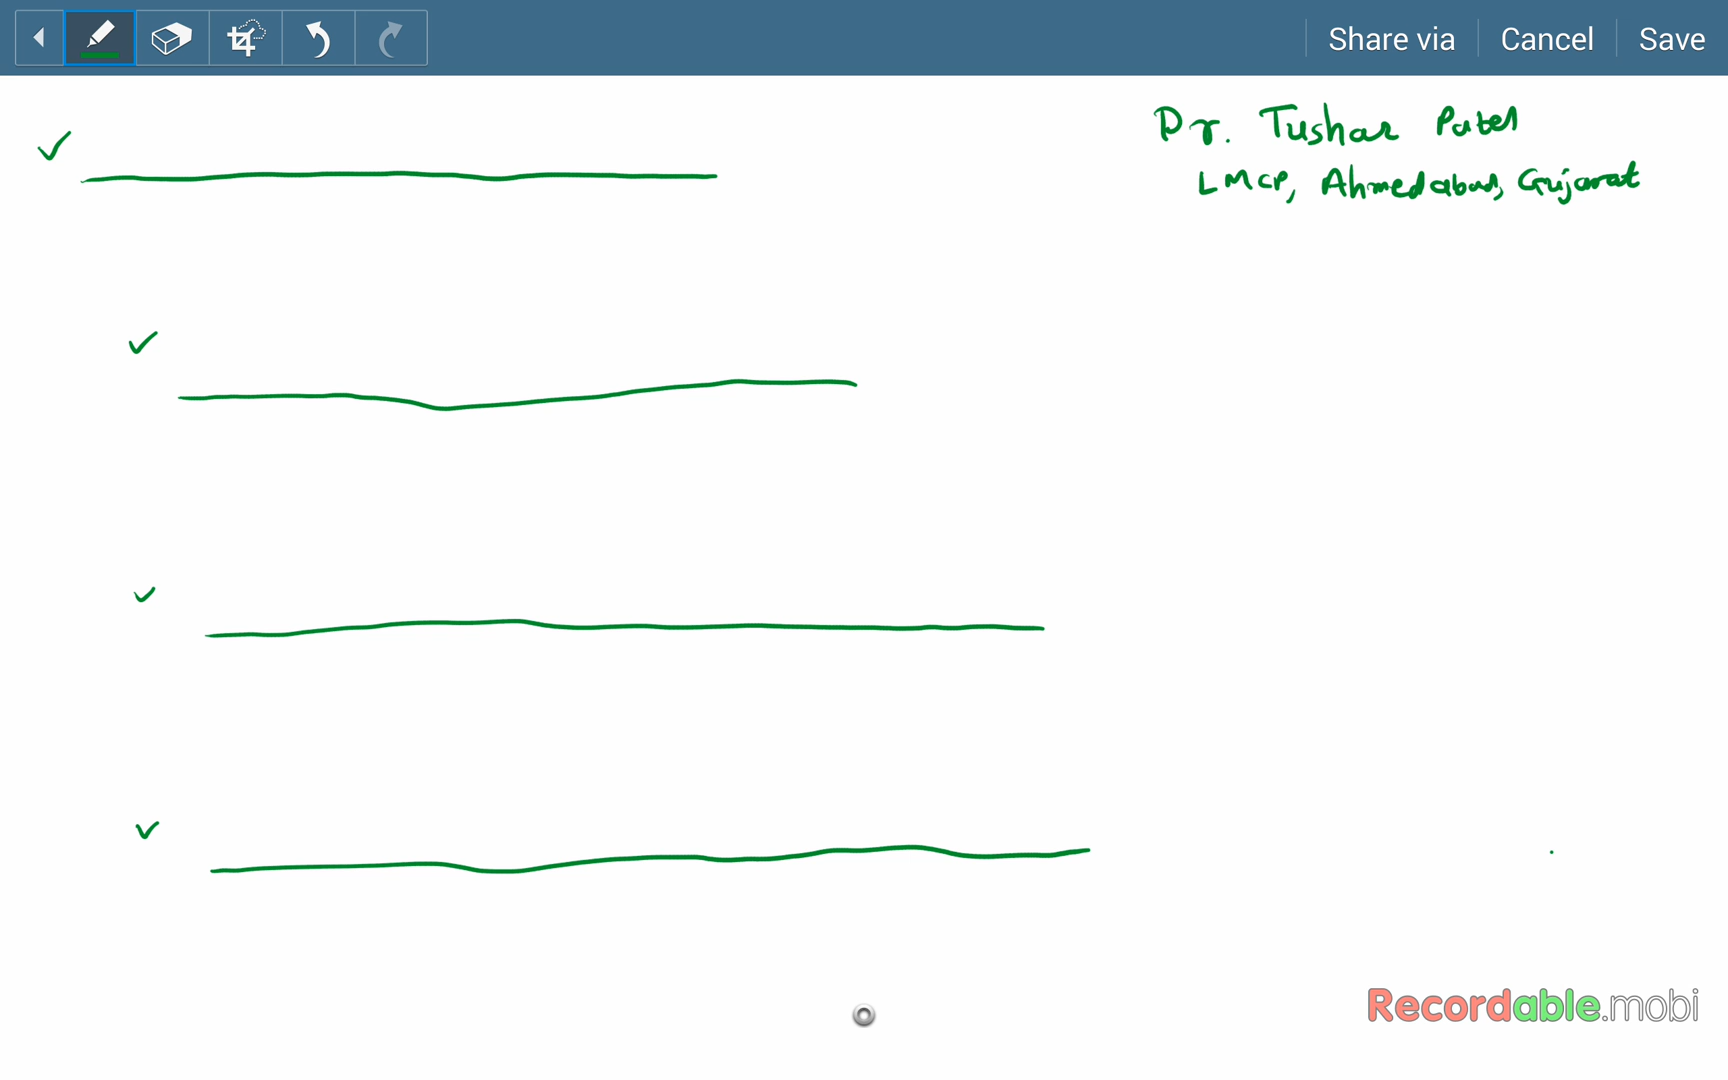 Share via Cancel Save
Dr. Tushar Patel
LMCP, Ahmedabad, Gujarat
Recordable.mobi